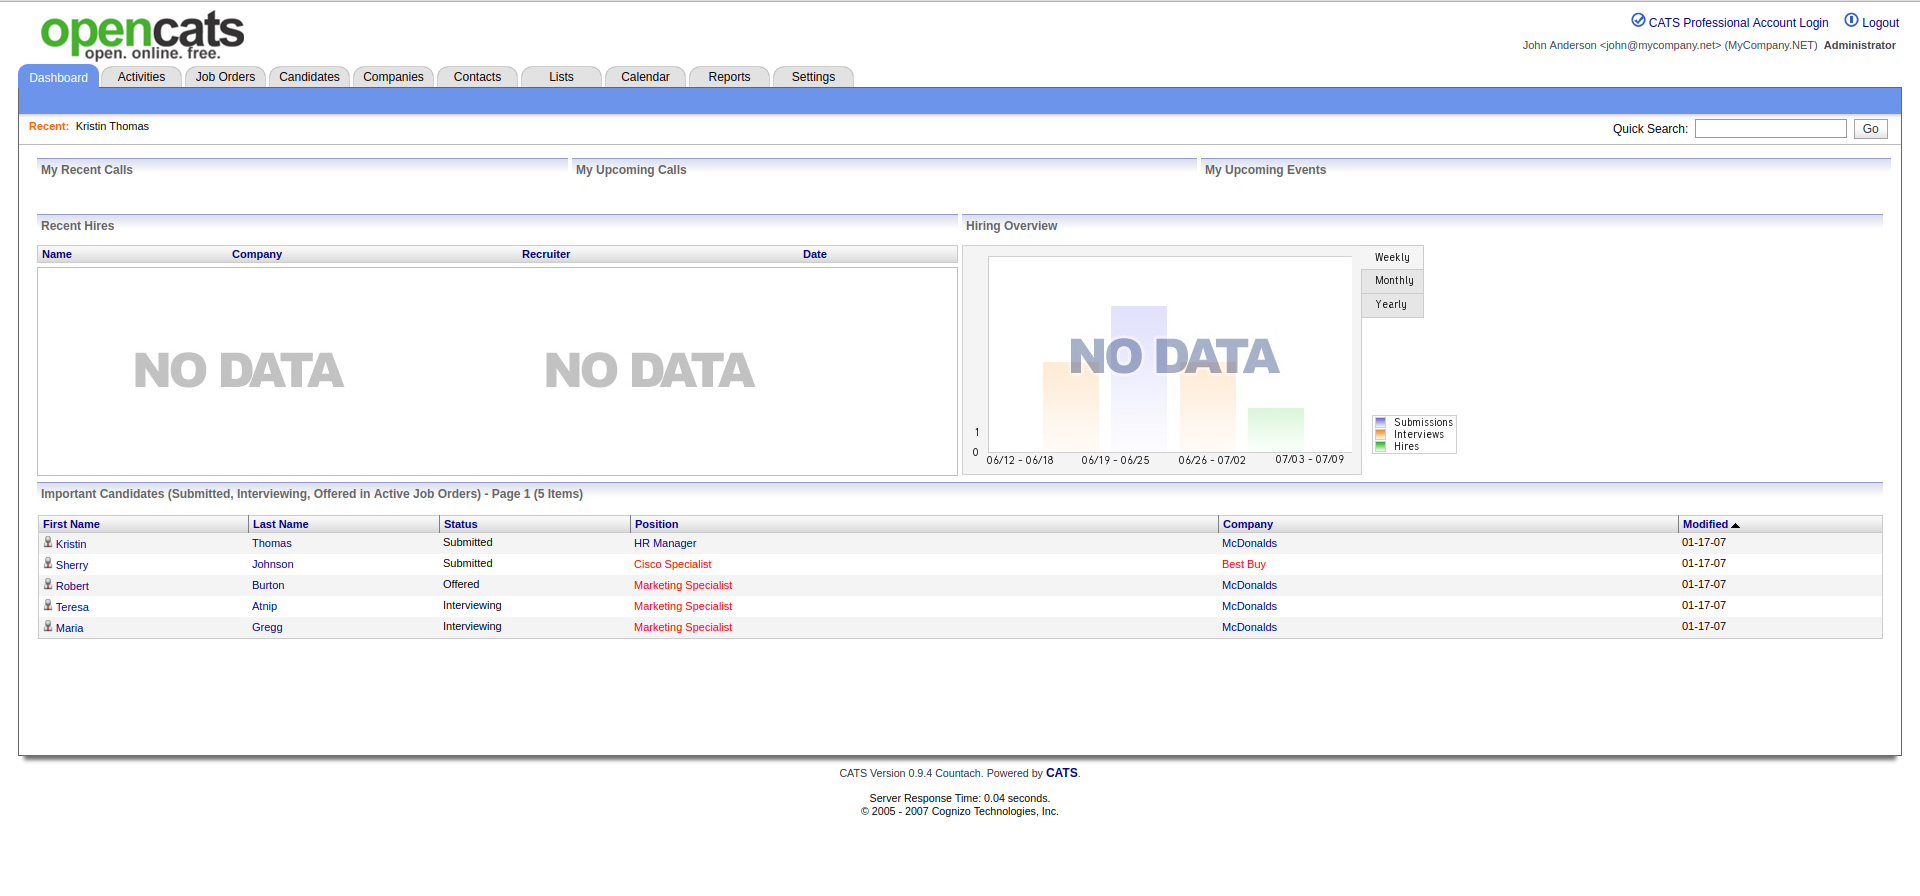 opencats
open. online. free.
CATS Professional Account Login Logout
John Anderson <john@mycompany.net> (MyCompany.NET) Administrator
Dashboard Activities Job Orders Candidates Companies Contacts Lists Calendar Reports Settings
Recent: Kristin Thomas
Quick Search: Go
My Recent Calls My Upcoming Calls My Upcoming Events
Recent Hires
Name Company Recruiter Date
NO DATA NO DATA
Hiring Overview
Weekly
Monthly
Yearly
NO DATA
1
0
06/12 - 06/18 06/19 - 06/25 06/26 - 07/02 07/03 - 07/09
Submissions
Interviews
Hires
Important Candidates (Submitted, Interviewing, Offered in Active Job Orders) - Page 1 (5 Items)
First Name Last Name Status Position Company Modified
Kristin Thomas Submitted HR Manager McDonalds 01-17-07
Sherry Johnson Submitted Cisco Specialist Best Buy 01-17-07
Robert Burton Offered Marketing Specialist McDonalds 01-17-07
Teresa Atnip Interviewing Marketing Specialist McDonalds 01-17-07
Maria Gregg Interviewing Marketing Specialist McDonalds 01-17-07
CATS Version 0.9.4 Countach. Powered by CATS.
Server Response Time: 0.04 seconds.
© 2005 - 2007 Cognizo Technologies, Inc.